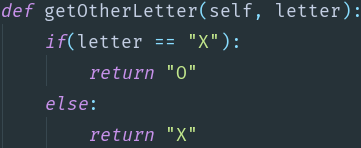 def getOtherLetter(self, letter):
    if(letter == "X"):
        return "O"
    else:
        return "X"